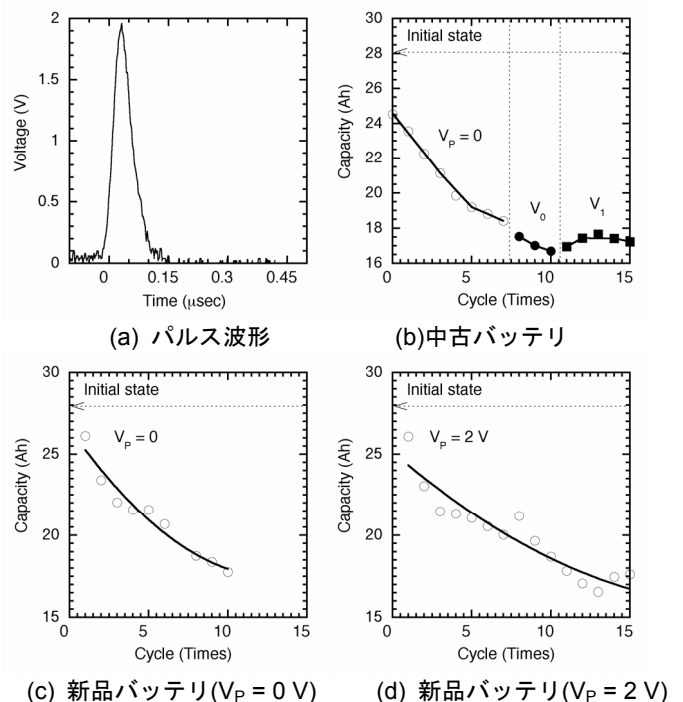 2
1
0
Voltage (V)
0
0.15
0.3
0.45
Time (μsec)
(a) パルス波形
30
28
26
24
22
20
18
16
Capacity (Ah)
Initial state
V_P = 0
V_0
V_1
0
5
10
15
Cycle (Times)
(b)中古バッテリ
30
25
20
15
Capacity (Ah)
Initial state
V_P = 0
0
5
10
15
Cycle (Times)
(c) 新品バッテリ(V_P = 0 V)
30
25
20
15
Capacity (Ah)
Initial state
V_P = 2 V
0
5
10
15
Cycle (Times)
(d) 新品バッテリ(V_P = 2 V)